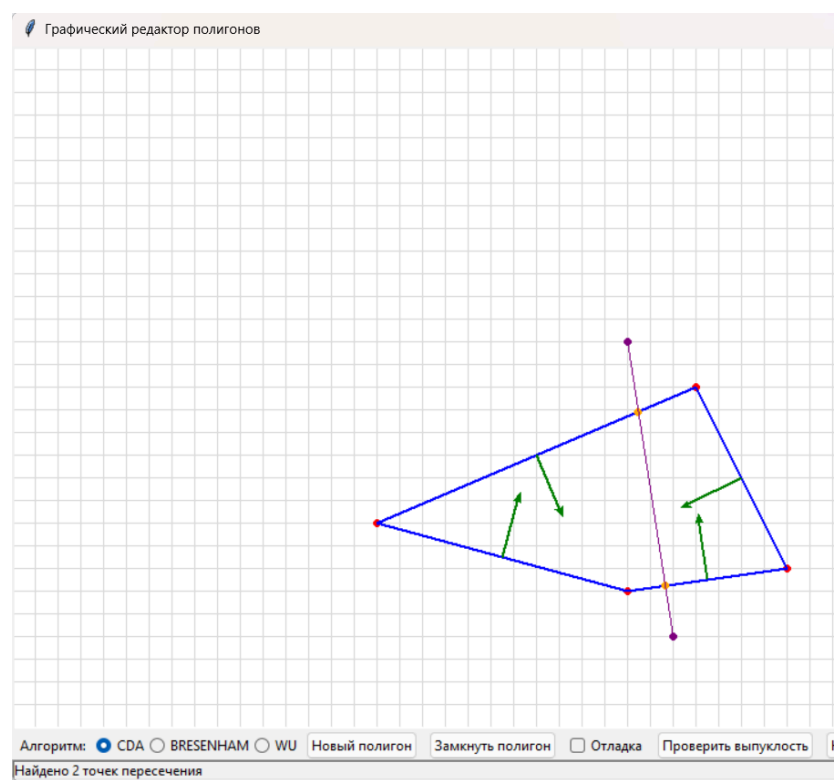 Графический редактор полигонов
Алгоритм: CDA BRESENHAM WU Новый полигон Замкнуть полигон Отладка Проверить выпуклость
Найдено 2 точек пересечения